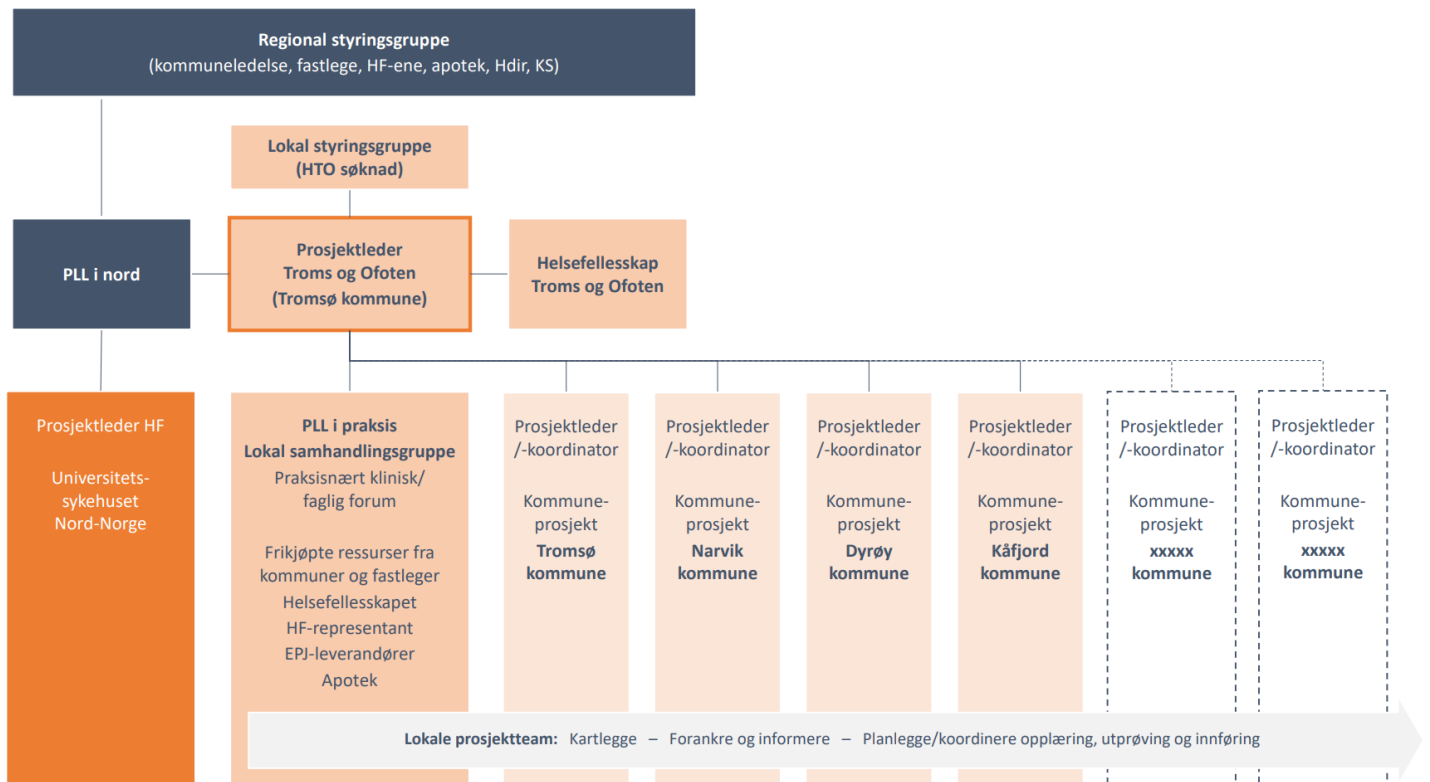 Regional styringsgruppe
(kommuneledelse, fastlege, HF-ene, apotek, Hdir, KS)
Lokal styringsgruppe
(HTO søknad)
PLL i nord
Prosjektleder
Troms og Ofoten
(Tromsø kommune)
Helsefellesskap
Troms og Ofoten
Prosjektleder HF
Universitets-
sykehuset
Nord-Norge
PLL i praksis
Lokal samhandlingsgruppe
Praksisnært klinisk/
faglig forum
Frikjøpte ressurser fra
kommuner og fastleger
Helsefellesskapet
HF-representant
EPJ-leverandører
Apotek
Prosjektleder
/-koordinator
Kommune-
prosjekt
Tromsø
kommune
Prosjektleder
/-koordinator
Kommune-
prosjekt
Narvik
kommune
Prosjektleder
/-koordinator
Kommune-
prosjekt
Dyrøy
kommune
Prosjektleder
/-koordinator
Kommune-
prosjekt
Kåfjord
kommune
Prosjektleder
/-koordinator
Kommune-
prosjekt
xxxxx
kommune
Prosjektleder
/-koordinator
Kommune-
prosjekt
xxxxx
kommune
Lokale prosjektteam: Kartlegge – Forankre og informere – Planlegge/koordinere opplæring, utprøving og innføring